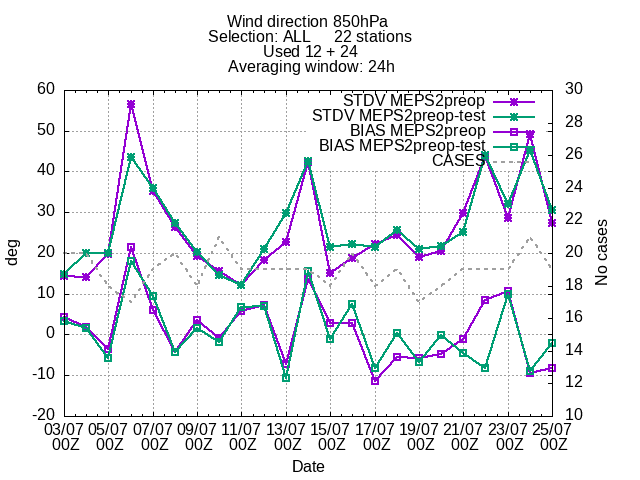 Wind direction 850hPa
Selection: ALL 22 stations
Used 12 + 24
Averaging window: 24h
STDV MEPS2preop
STDV MEPS2preop-test
BIAS MEPS2preop
BIAS MEPS2preop-test
CASES
deg
60
50
40
30
20
10
0
-10
-20
No cases
30
28
26
24
22
20
18
16
14
12
10
03/07 05/07 07/07 09/07 11/07 13/07 15/07 17/07 19/07 21/07 23/07 25/07
00Z 00Z 00Z 00Z 00Z 00Z 00Z 00Z 00Z 00Z 00Z 00Z
Date